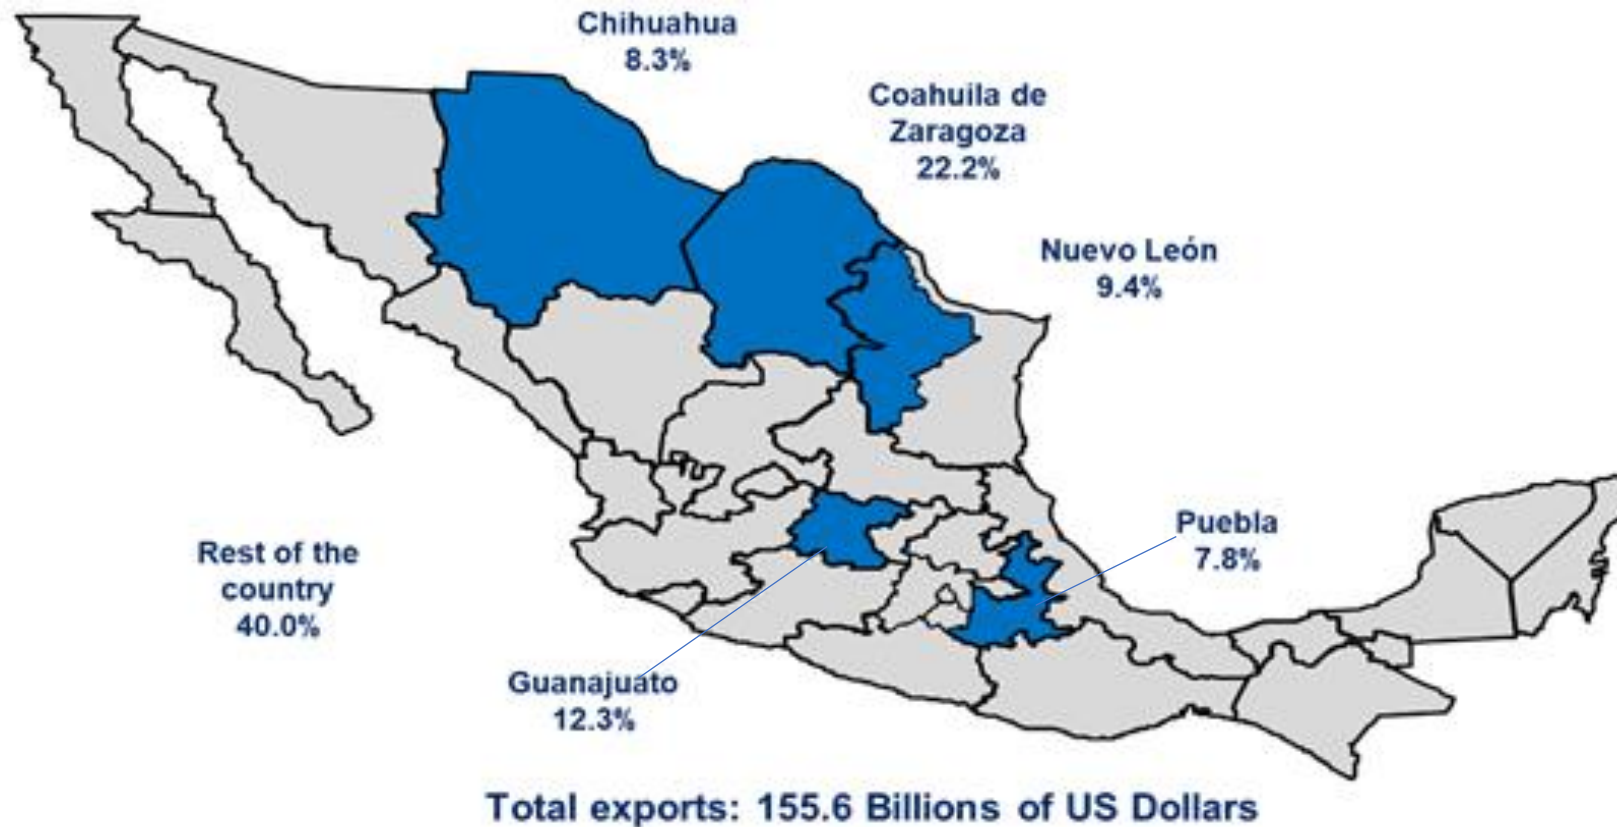 Chihuahua
8.3%
Coahuila de
Zaragoza
22.2%
Nuevo León
9.4%
Puebla
7.8%
Rest of the
country
40.0%
Guanajuato
12.3%
Total exports: 155.6 Billions of US Dollars